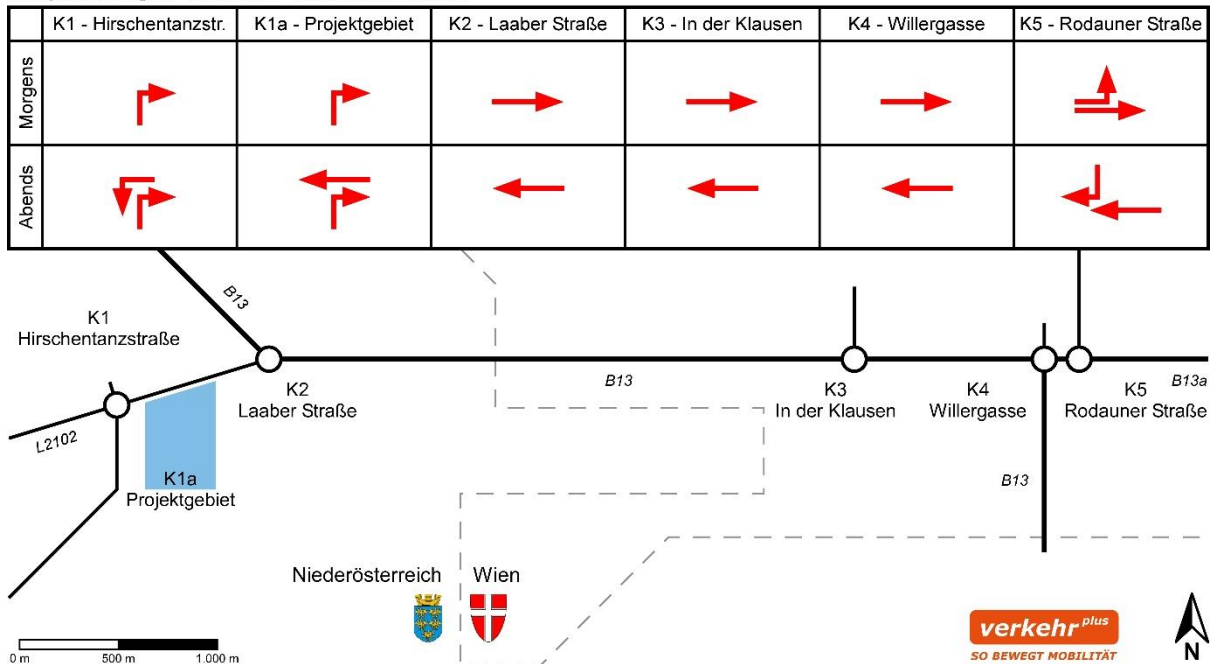 K1 - Hirschentanzstr.
K1a - Projektgebiet
K2 - Laaber Straße
K3 - In der Klausen
K4 - Willergasse
K5 - Rodauner Straße
Morgens
Abends
B13
K1
Hirschentanzstraße
K2
Laaber Straße
B13
K3
In der Klausen
K4
Willergasse
K5
Rodauner Straße
B13a
L2102
K1a
Projektgebiet
B13
Niederösterreich
Wien
0 m
500 m
1.000 m
verkehr plus
SO BEWEGT MOBILITÄT
N